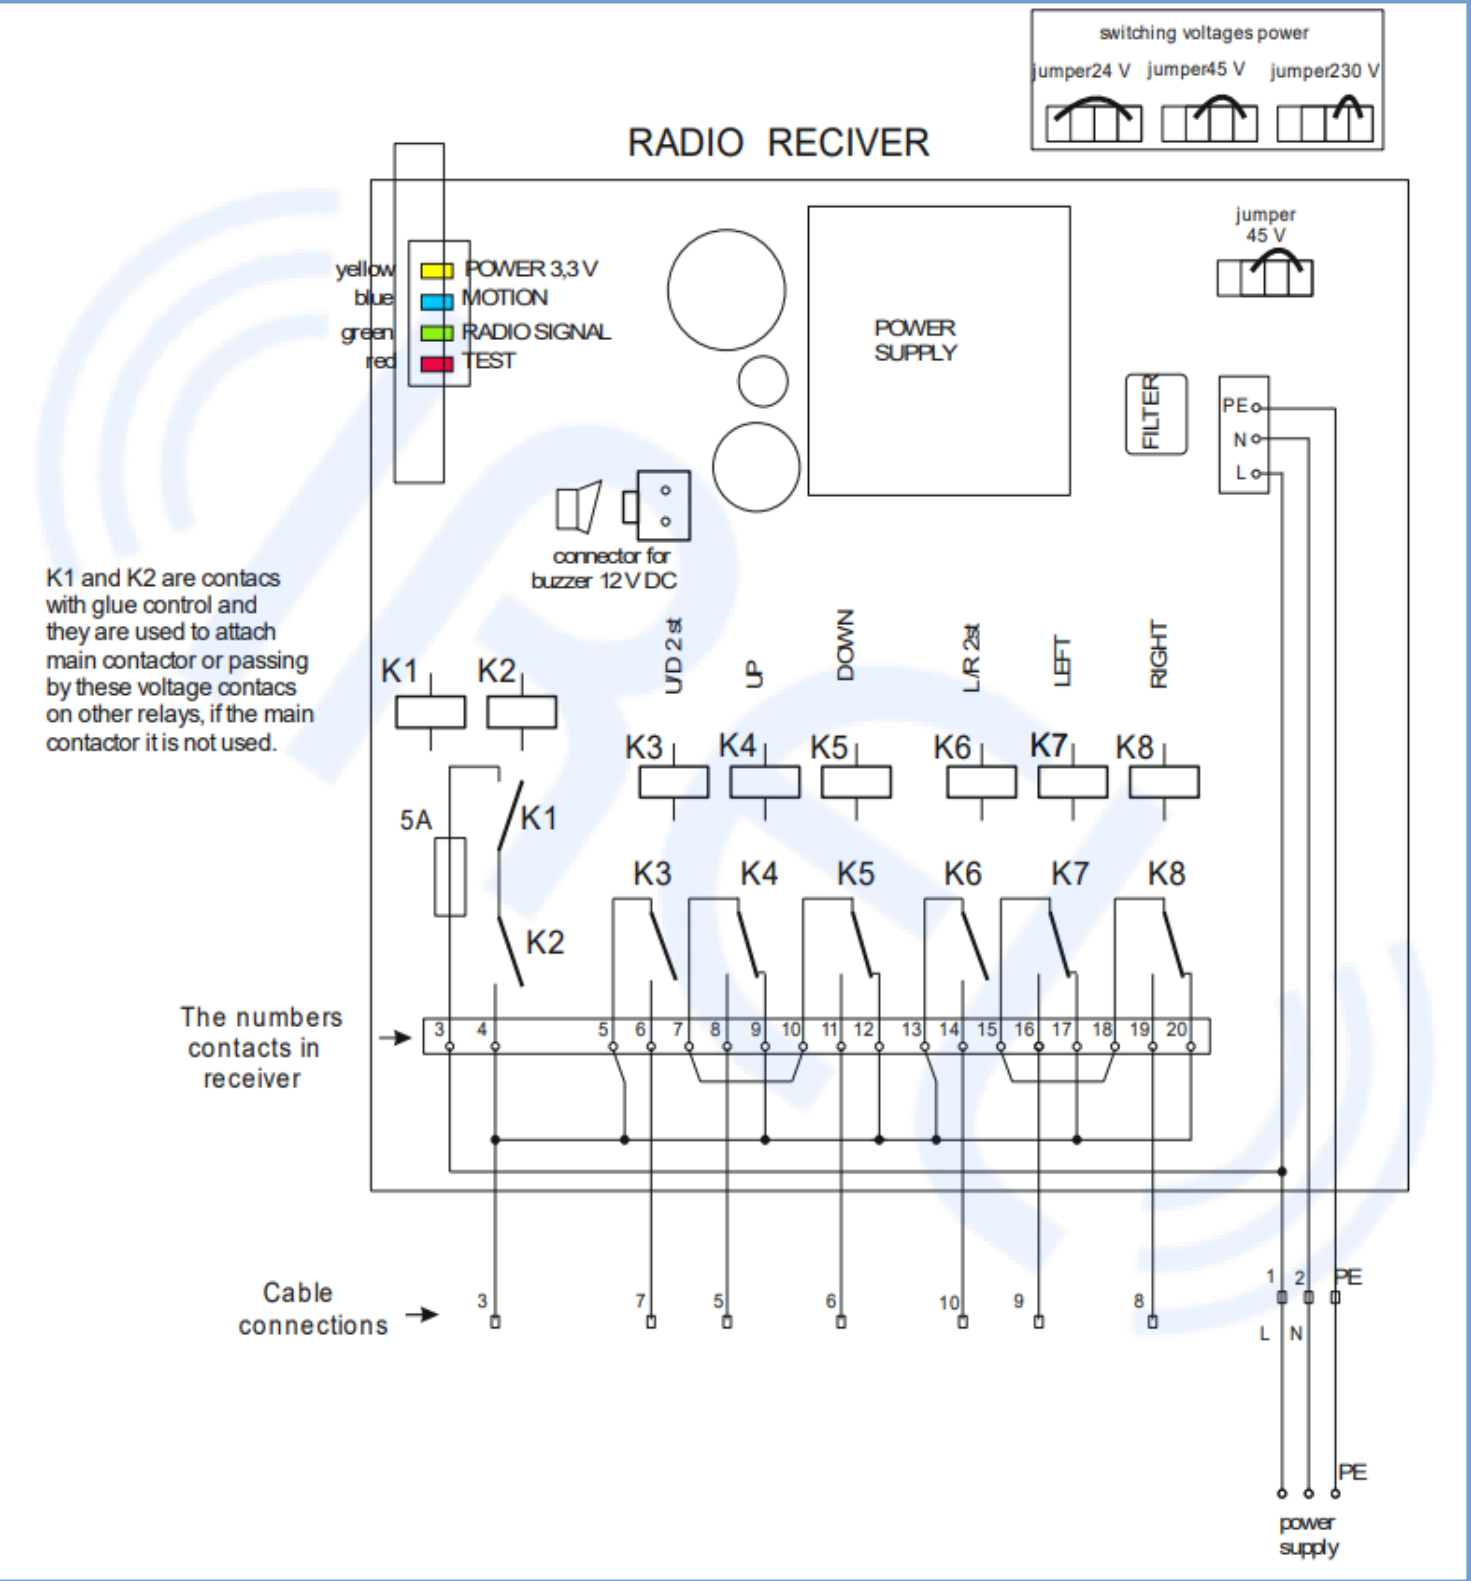 switching voltages power
jumper24 V jumper45 V jumper230 V
RADIO RECIVER
jumper
45 V
yellow POWER 3,3 V
blue MOTION
green RADIO SIGNAL
red TEST
POWER
SUPPLY
FILTER
PE
N
L
connector for
buzzer 12 V DC
K1 and K2 are contacs
with glue control and
they are used to attach
main contactor or passing
by these voltage contacs
on other relays, if the main
contactor it is not used.
K1 K2
U/D 2 st UP DOWN L/R 2st LEFT RIGHT
K3 K4 K5 K6 K7 K8
5A
K1
K3 K4 K5 K6 K7 K8
K2
The numbers
contacts in
receiver
3 4 5 6 7 8 9 10 11 12 13 14 15 16 17 18 19 20
Cable
connections
3 7 5 6 10 9 8
1 2 PE
L N
PE
power
supply